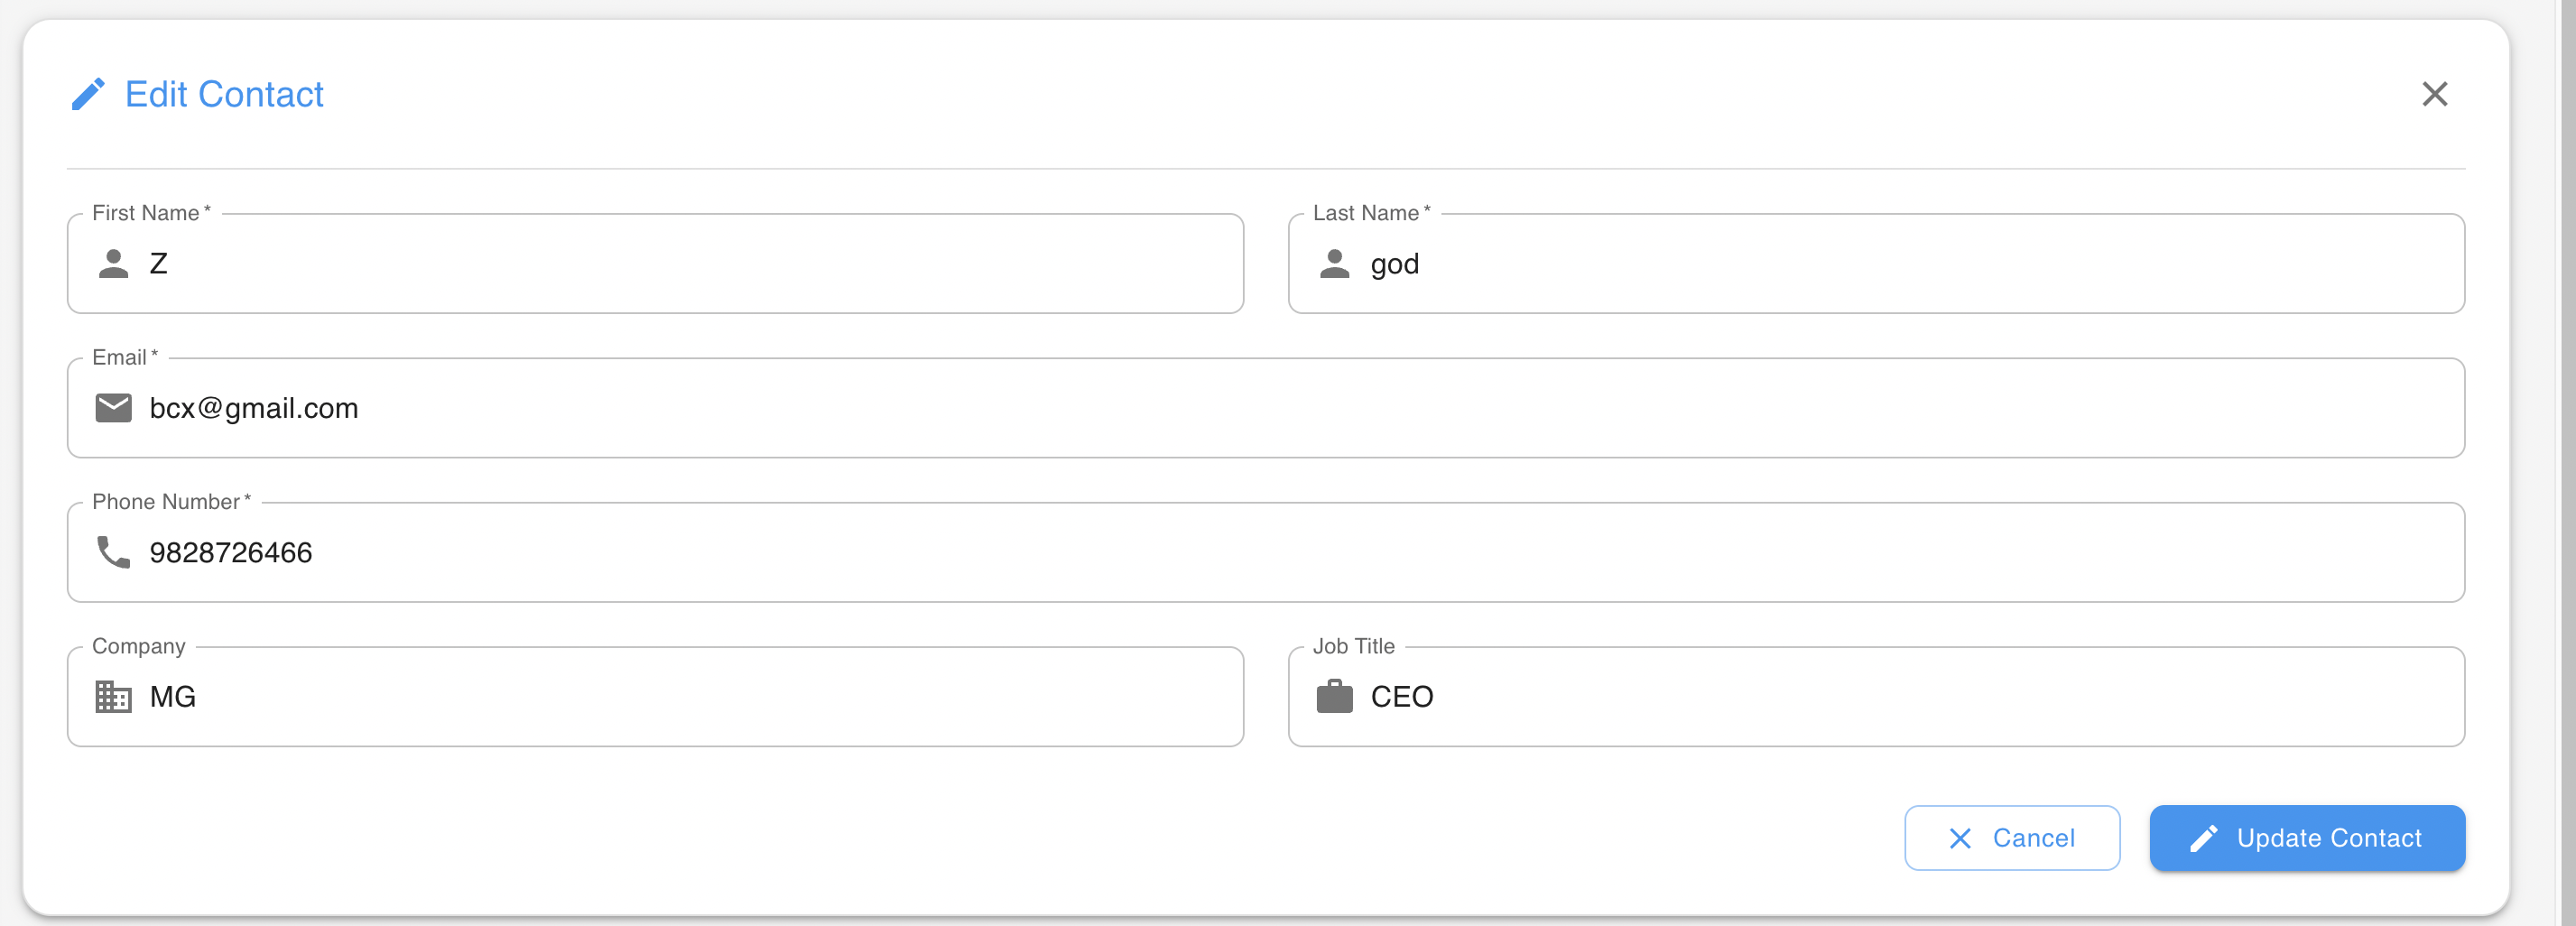 Edit Contact
First Name *
Last Name *
Z
god
Email *
bcx@gmail.com
Phone Number *
9828726466
Company
Job Title
MG
CEO
Cancel
Update Contact